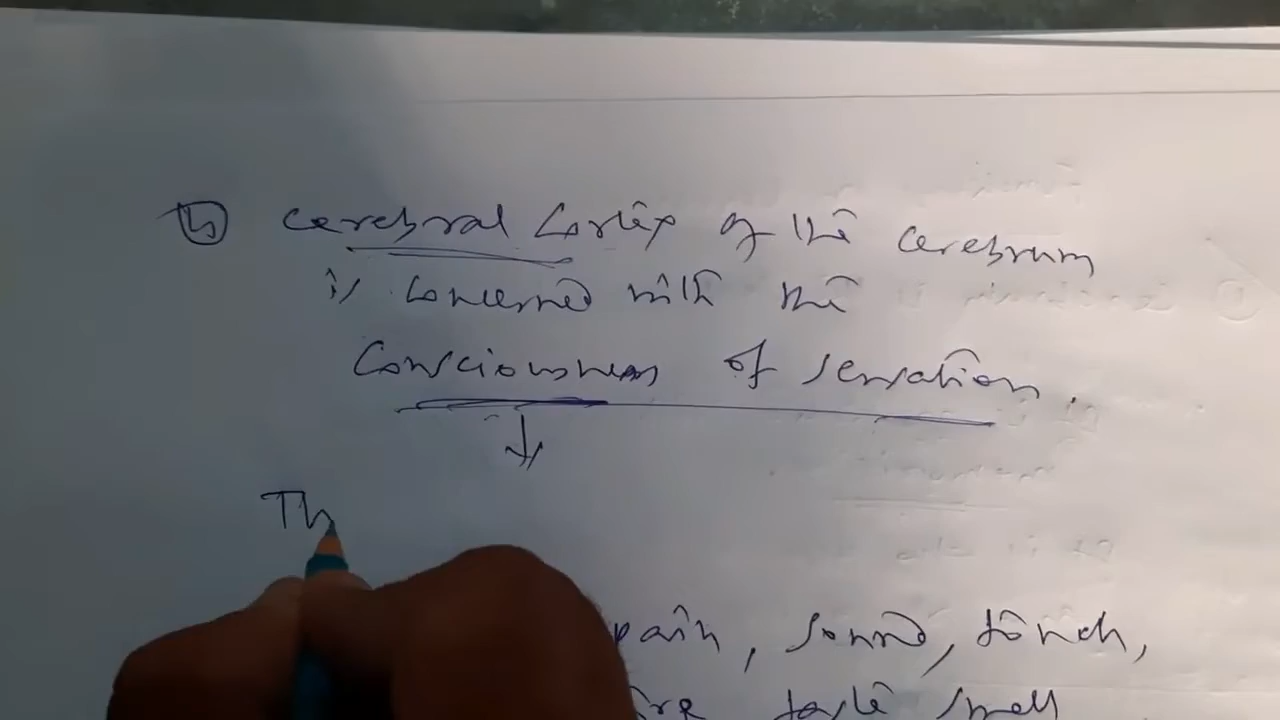 b cerebral cortex of the cerebrum
is concerned with the
consciousness of sensation.
↓
Th
pain, sound, touch,
taste smell